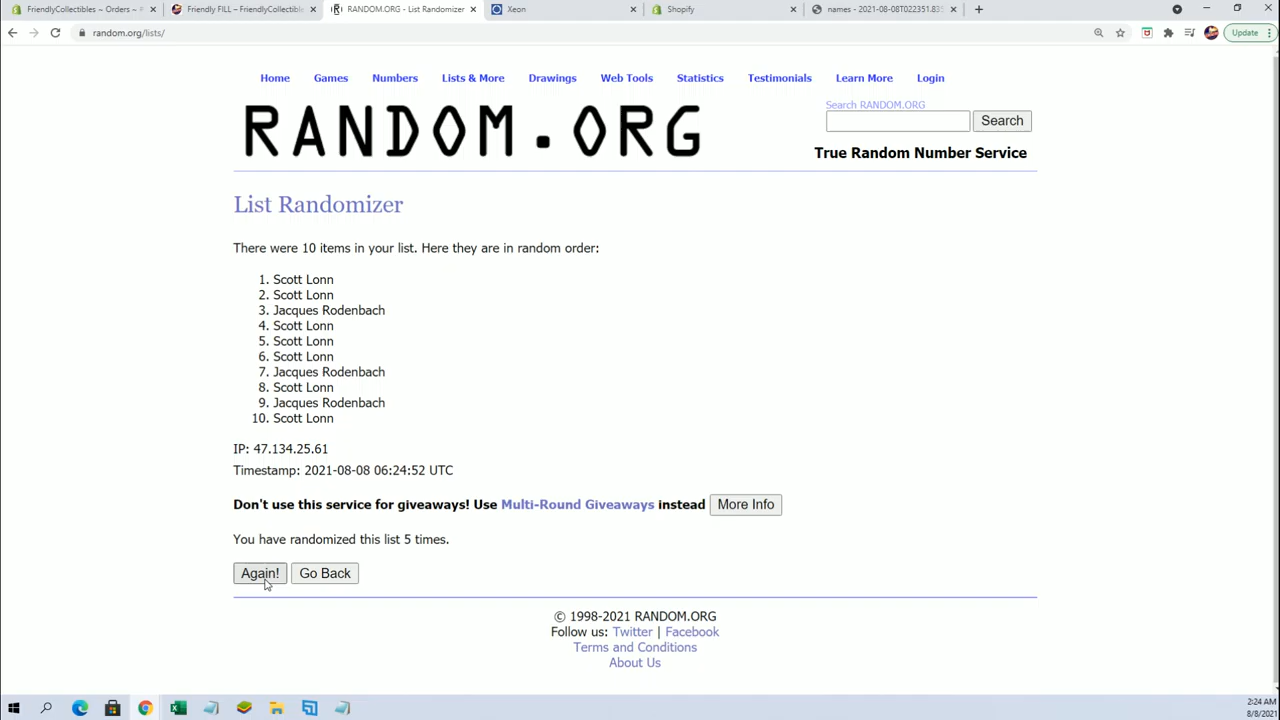 FriendlyCollectibles ~ Orders ~ 
Friendly FILL – FriendlyCollectible
RANDOM.ORG - List Randomizer
Xeon
Shopify
names - 2021-08-08T022351.835
random.org/lists/
Update
Home Games Numbers Lists & More Drawings Web Tools Statistics Testimonials Learn More Login
RANDOM.ORG
Search RANDOM.ORG
Search
True Random Number Service
List Randomizer
There were 10 items in your list. Here they are in random order:
1. Scott Lonn
2. Scott Lonn
3. Jacques Rodenbach
4. Scott Lonn
5. Scott Lonn
6. Scott Lonn
7. Jacques Rodenbach
8. Scott Lonn
9. Jacques Rodenbach
10. Scott Lonn
IP: 47.134.25.61
Timestamp: 2021-08-08 06:24:52 UTC
Don't use this service for giveaways! Use Multi-Round Giveaways instead More Info
You have randomized this list 5 times.
Again! Go Back
© 1998-2021 RANDOM.ORG
Follow us: Twitter | Facebook
Terms and Conditions
About Us
2:24 AM
8/8/2021